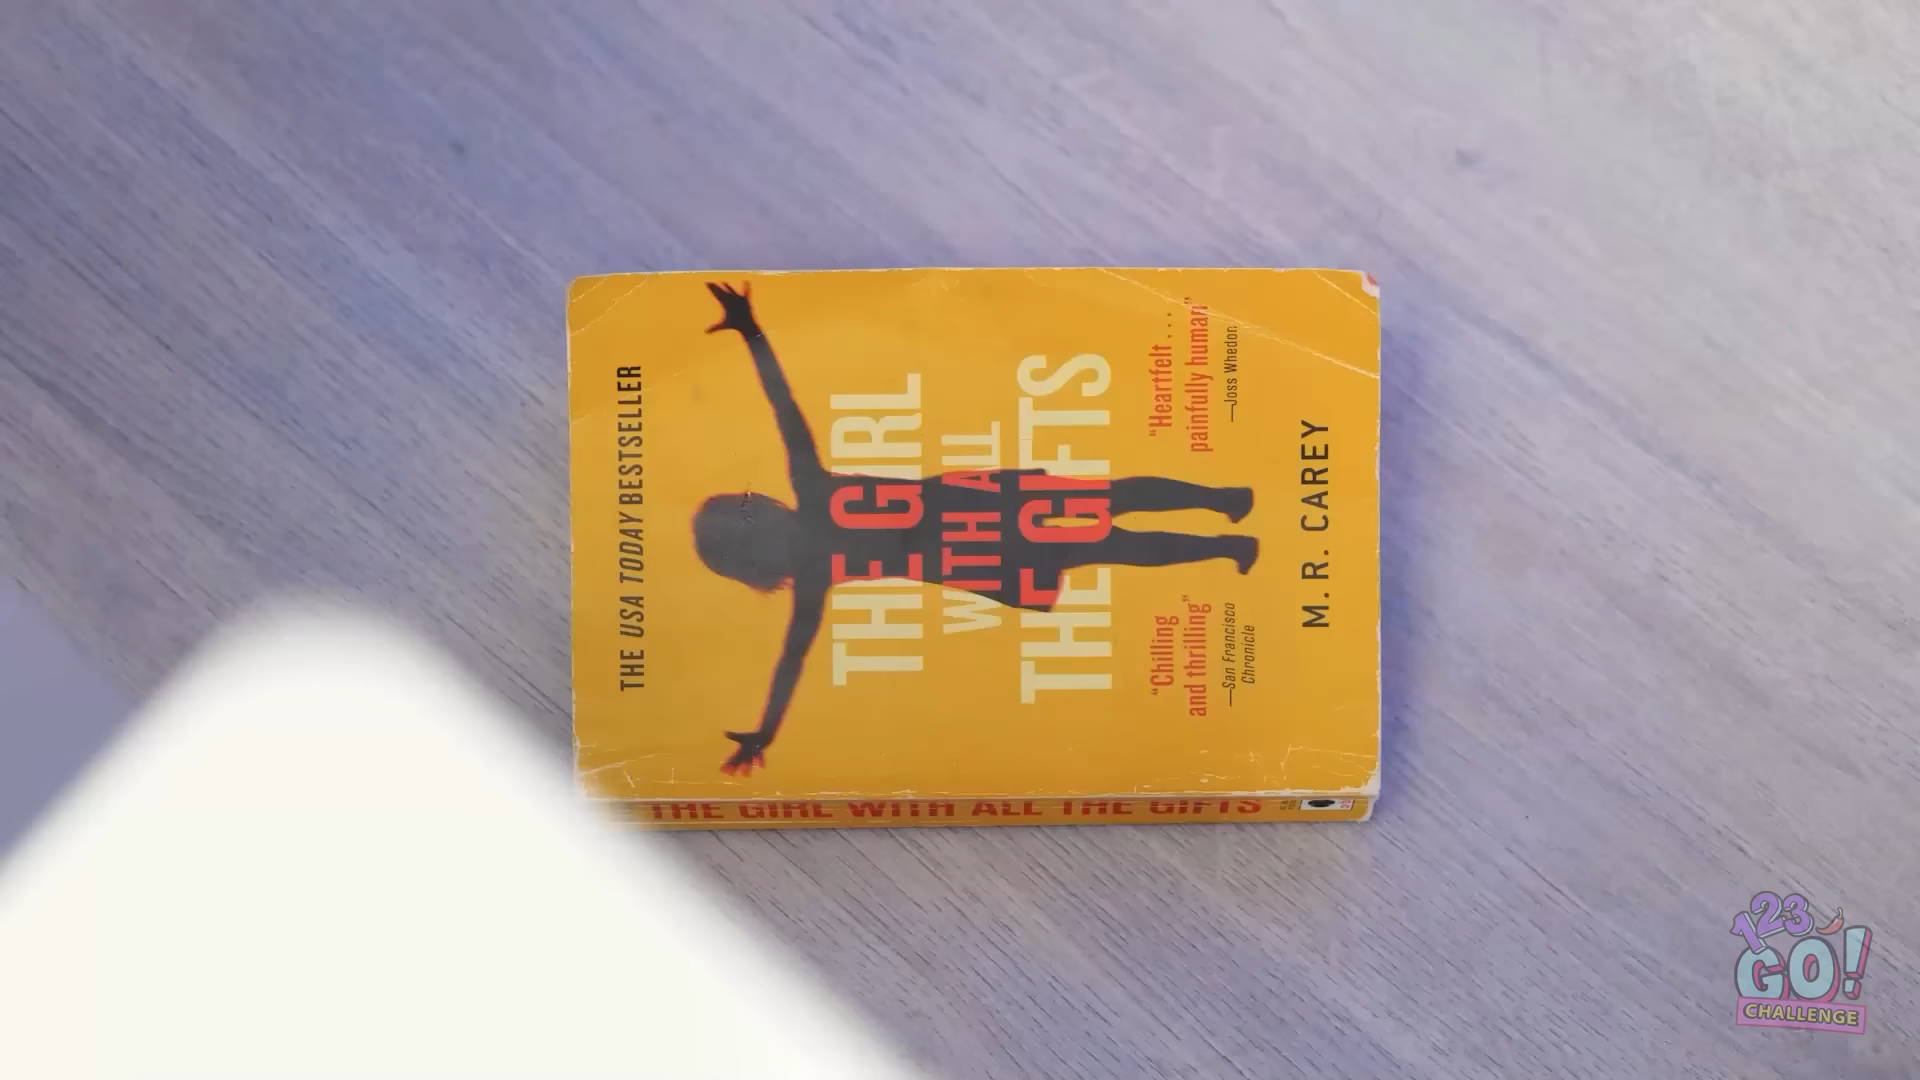 THE USA TODAY BESTSELLER
THE GIRL
WITH ALL
THE GIFTS
"Chilling
and thrilling"
—San Francisco
Chronicle
"Heartfelt . . .
painfully human"
—Joss Whedon
M. R. CAREY
THE GIRL WITH ALL THE GIFTS
123
GO!
CHALLENGE